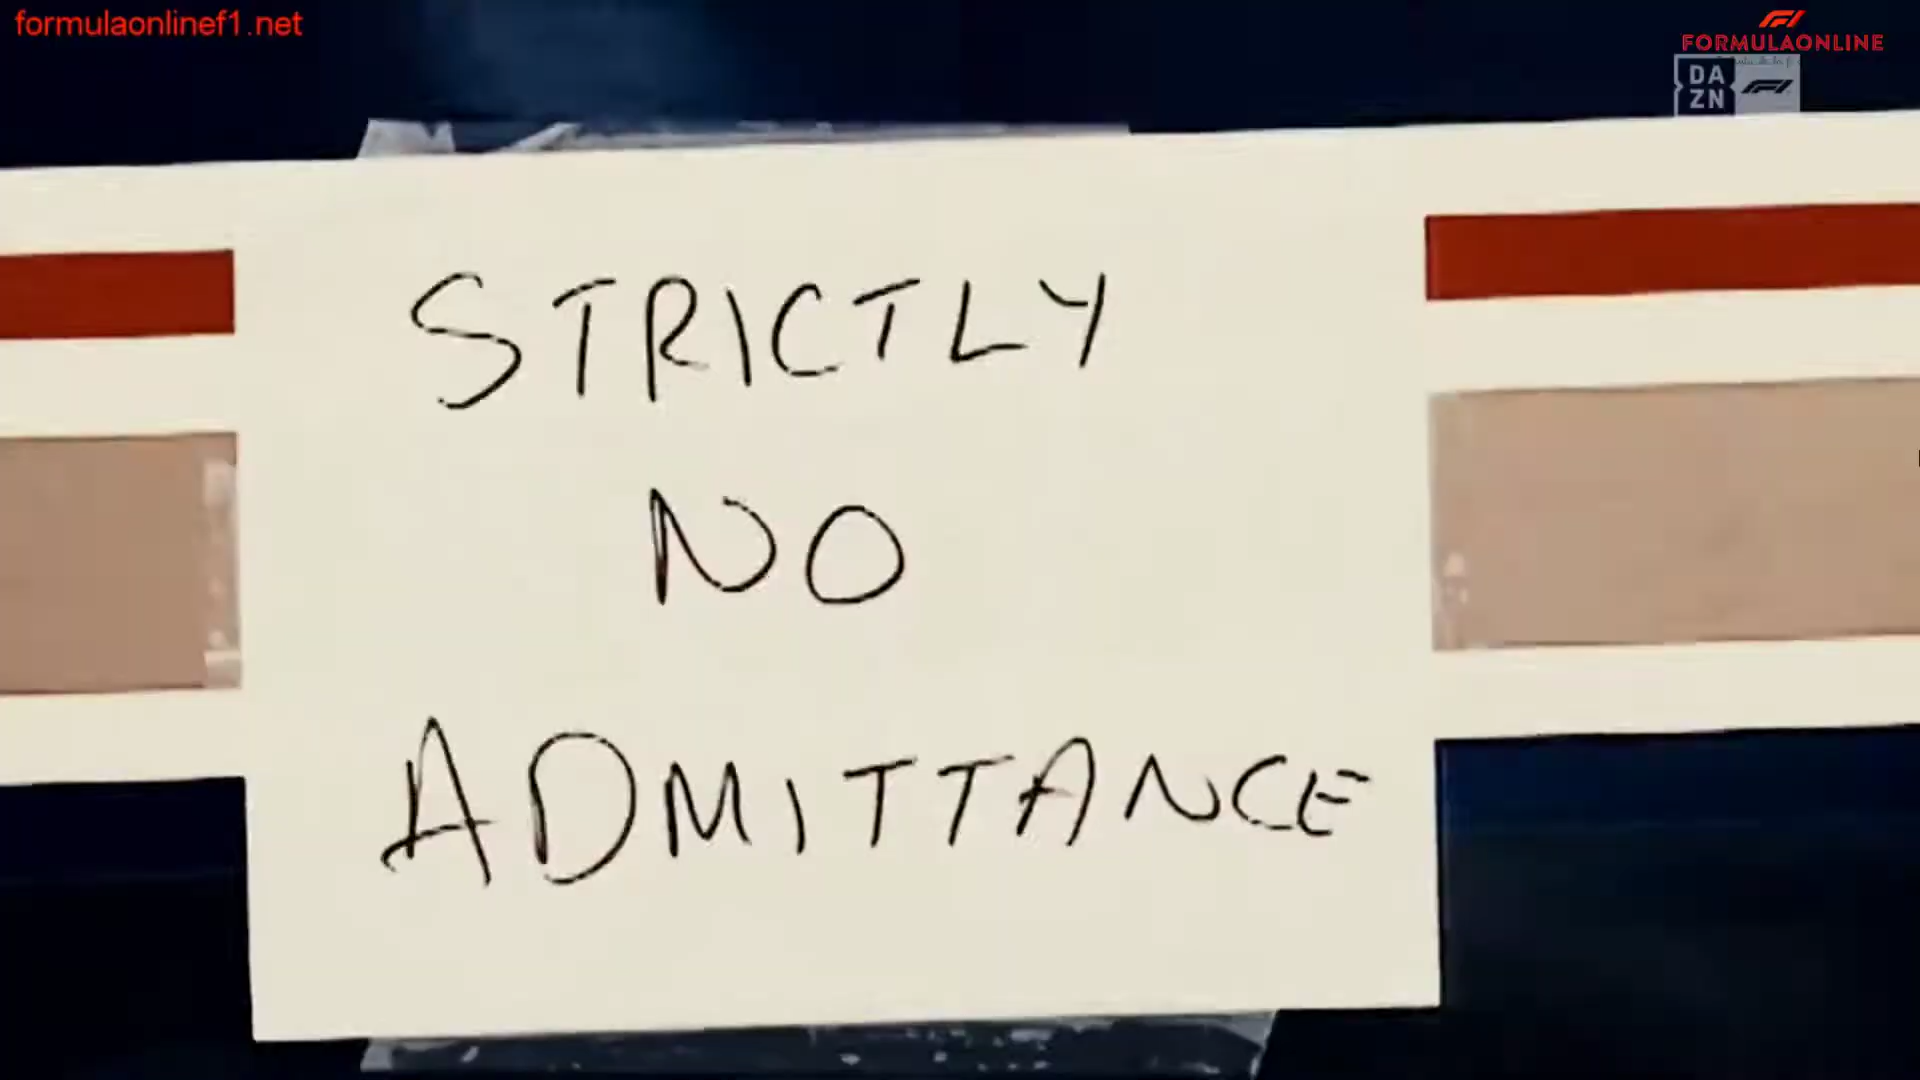 formulaonlinef1.net
FORMULAONLINE
DA
ZN
STRICTLY
NO
ADMITTANCE